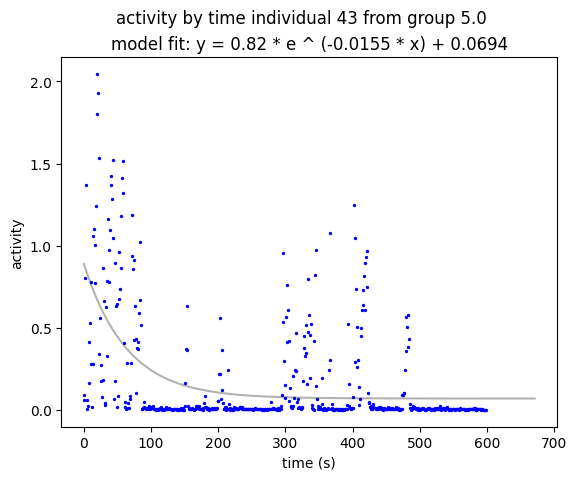 activity by time individual 43 from group 5.0
model fit: y = 0.82 * e ^ (-0.0155 * x) + 0.0694
2.0
1.5
1.0
0.5
0.0
activity
0 100 200 300 400 500 600 700
time (s)